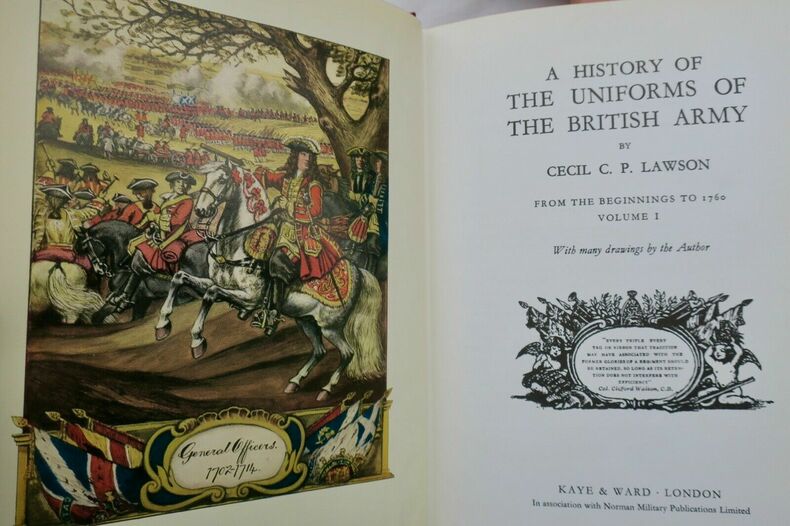 General Officers.
1702-1714.
A HISTORY OF
THE UNIFORMS OF
THE BRITISH ARMY
BY
CECIL C. P. LAWSON
FROM THE BEGINNINGS TO 1760
VOLUME I
With many drawings by the Author
"EVERY TRIFLE EVERY
TAG OR RIBBON THAT TRADITION
MAY HAVE ASSOCIATED WITH THE
FORMER GLORIES OF A REGIMENT SHOULD
BE RETAINED, SO LONG AS ITS RETEN-
TION DOES NOT INTERFERE WITH
EFFICIENCY"
Col. Clifford Walton, C.B.
KAYE & WARD · LONDON
In association with Norman Military Publications Limited